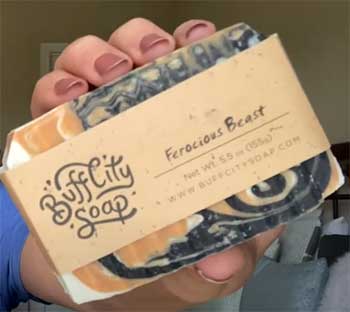 Buff City
Soap
Ferocious Beast
Net Wt. 5.5 oz (155g)
WWW.BUFFCITYSOAP.COM